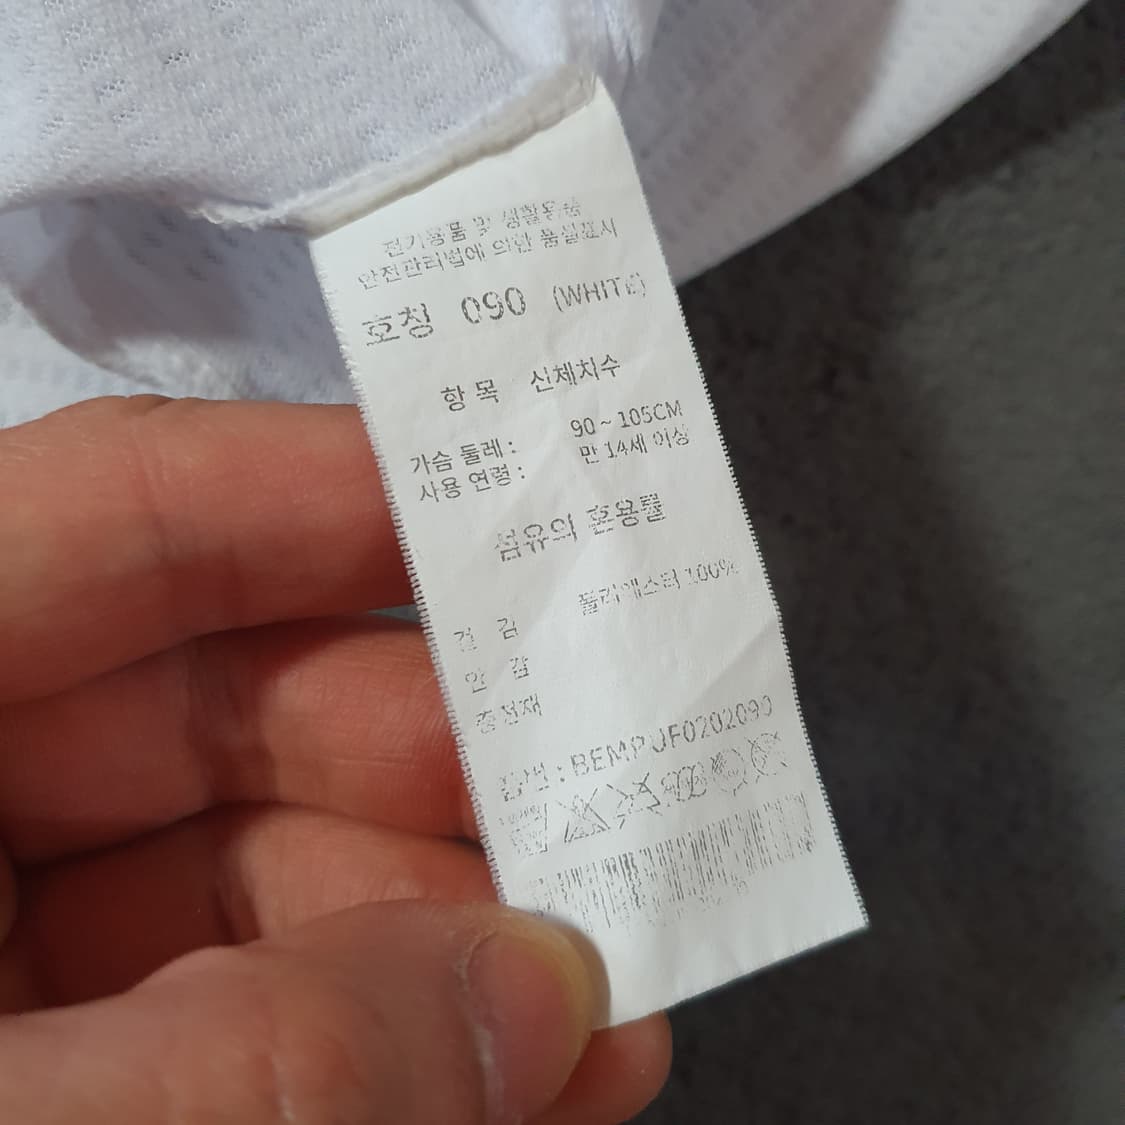 전기용품 및 생활용품
안전관리법에 의한 품질표시
호칭 090 (WHITE)
항 목 신체치수
가슴 둘레 : 90 ~ 105CM
사용 연령 : 만 14세 이상
섬유의 혼용률
폴리에스터 100%
겉 감
안 감
충전재
: BEMPUF0202090